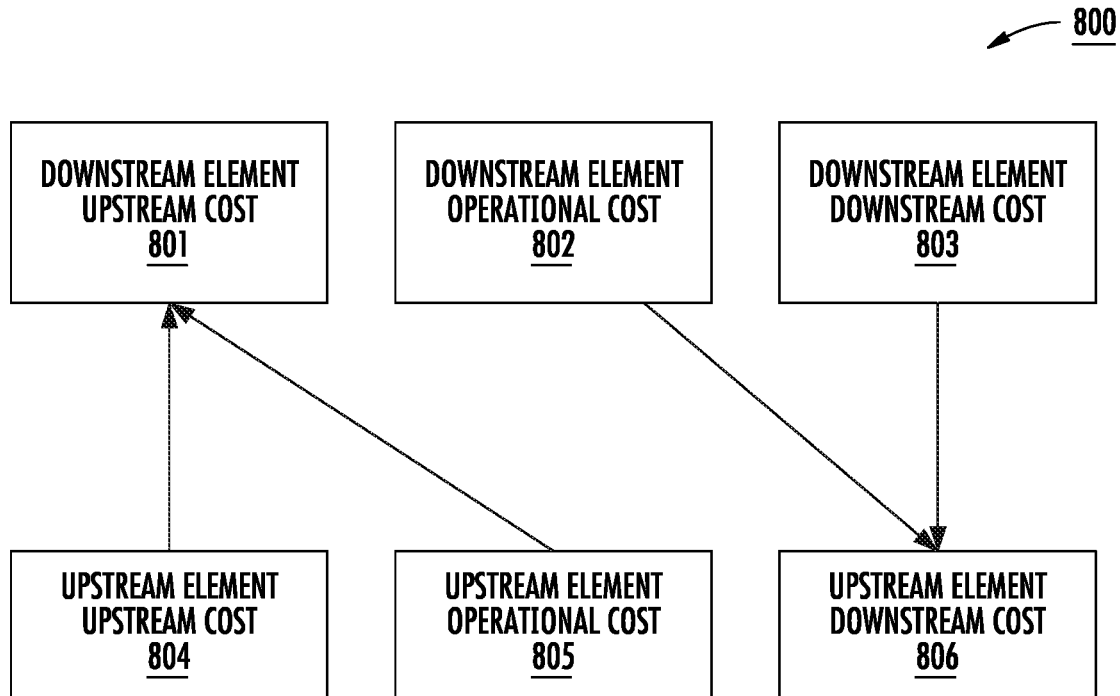 800
DOWNSTREAM ELEMENT
UPSTREAM COST
801
DOWNSTREAM ELEMENT
OPERATIONAL COST
802
DOWNSTREAM ELEMENT
DOWNSTREAM COST
803
UPSTREAM ELEMENT
UPSTREAM COST
804
UPSTREAM ELEMENT
OPERATIONAL COST
805
UPSTREAM ELEMENT
DOWNSTREAM COST
806